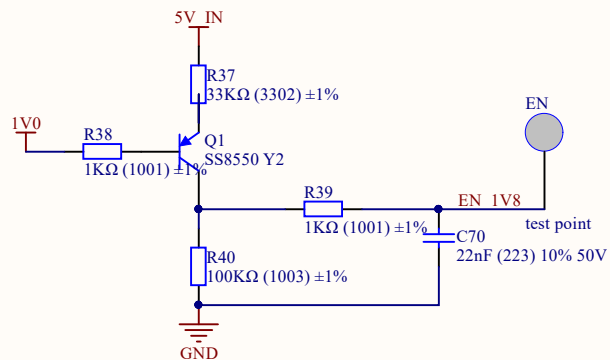 5V_IN
R37
33KΩ (3302) ±1%
EN
1V0
R38
Q1
SS8550 Y2
1KΩ (1001) ±1%
R39
EN_1V8
1KΩ (1001) ±1%
test point
C70
22nF (223) 10% 50V
R40
100KΩ (1003) ±1%
GND